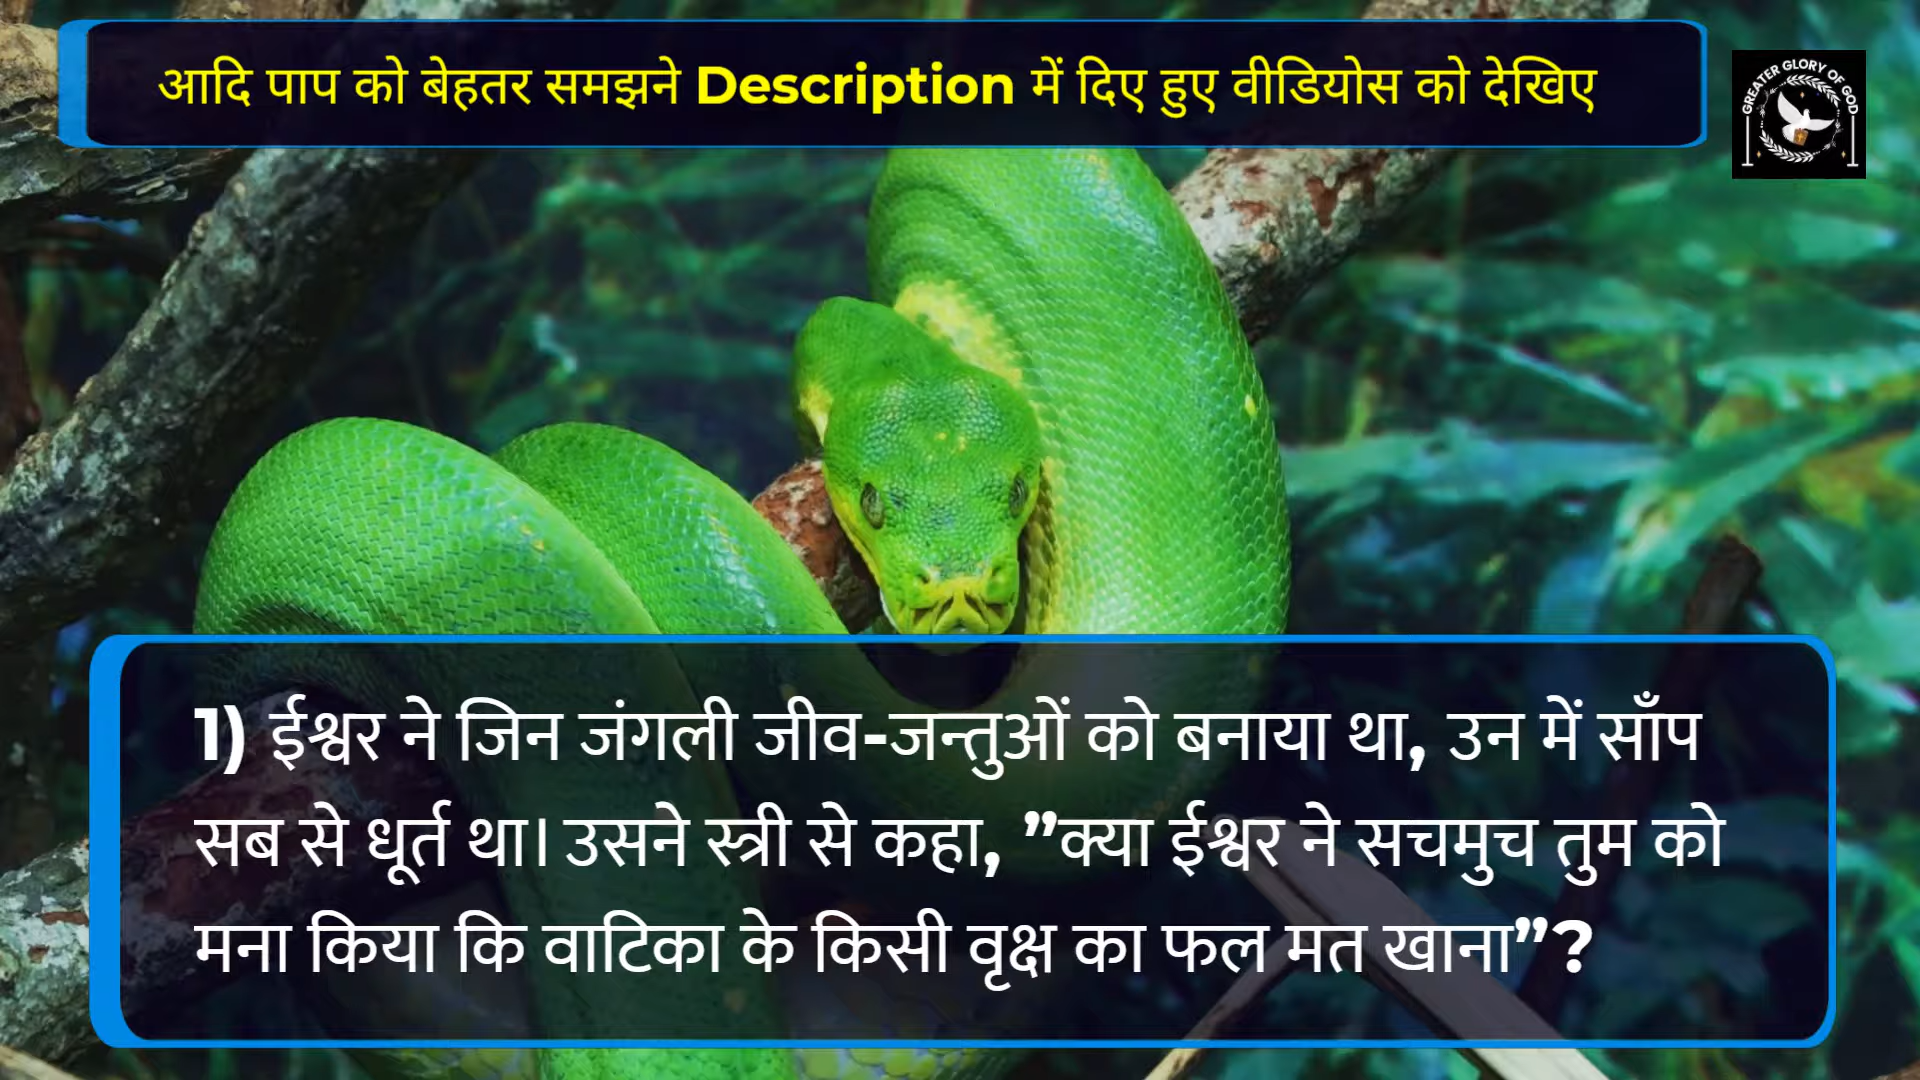 आदि पाप को बेहतर समझने Description में दिए हुए वीडियोस को देखिए
GREATER GLORY OF GOD
1) ईश्वर ने जिन जंगली जीव-जन्तुओं को बनाया था, उन में साँप
सब से धूर्त था। उसने स्त्री से कहा, ”क्या ईश्वर ने सचमुच तुम को
मना किया कि वाटिका के किसी वृक्ष का फल मत खाना”?